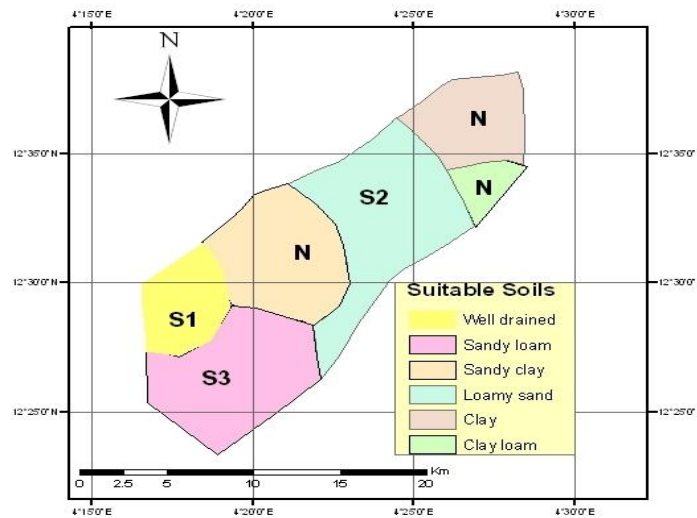 4°15'0"E 4°20'0"E 4°25'0"E 4°30'0"E
N
N
12°35'0"N 12°35'0"N
N
S2
N
12°30'0"N 12°30'0"N
Suitable Soils
S1
Well drained
Sandy loam
S3
Sandy clay
Loamy sand
12°25'0"N 12°25'0"N
Clay
Clay loam
Km
0 2.5 5 10 15 20
4°15'0"E 4°20'0"E 4°25'0"E 4°30'0"E